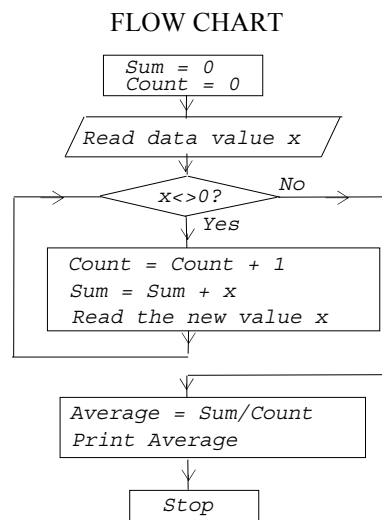 FLOW CHART
Sum = 0
Count = 0
Read data value x
x<>0?
No
Yes
Count = Count + 1
Sum = Sum + x
Read the new value x
Average = Sum/Count
Print Average
Stop